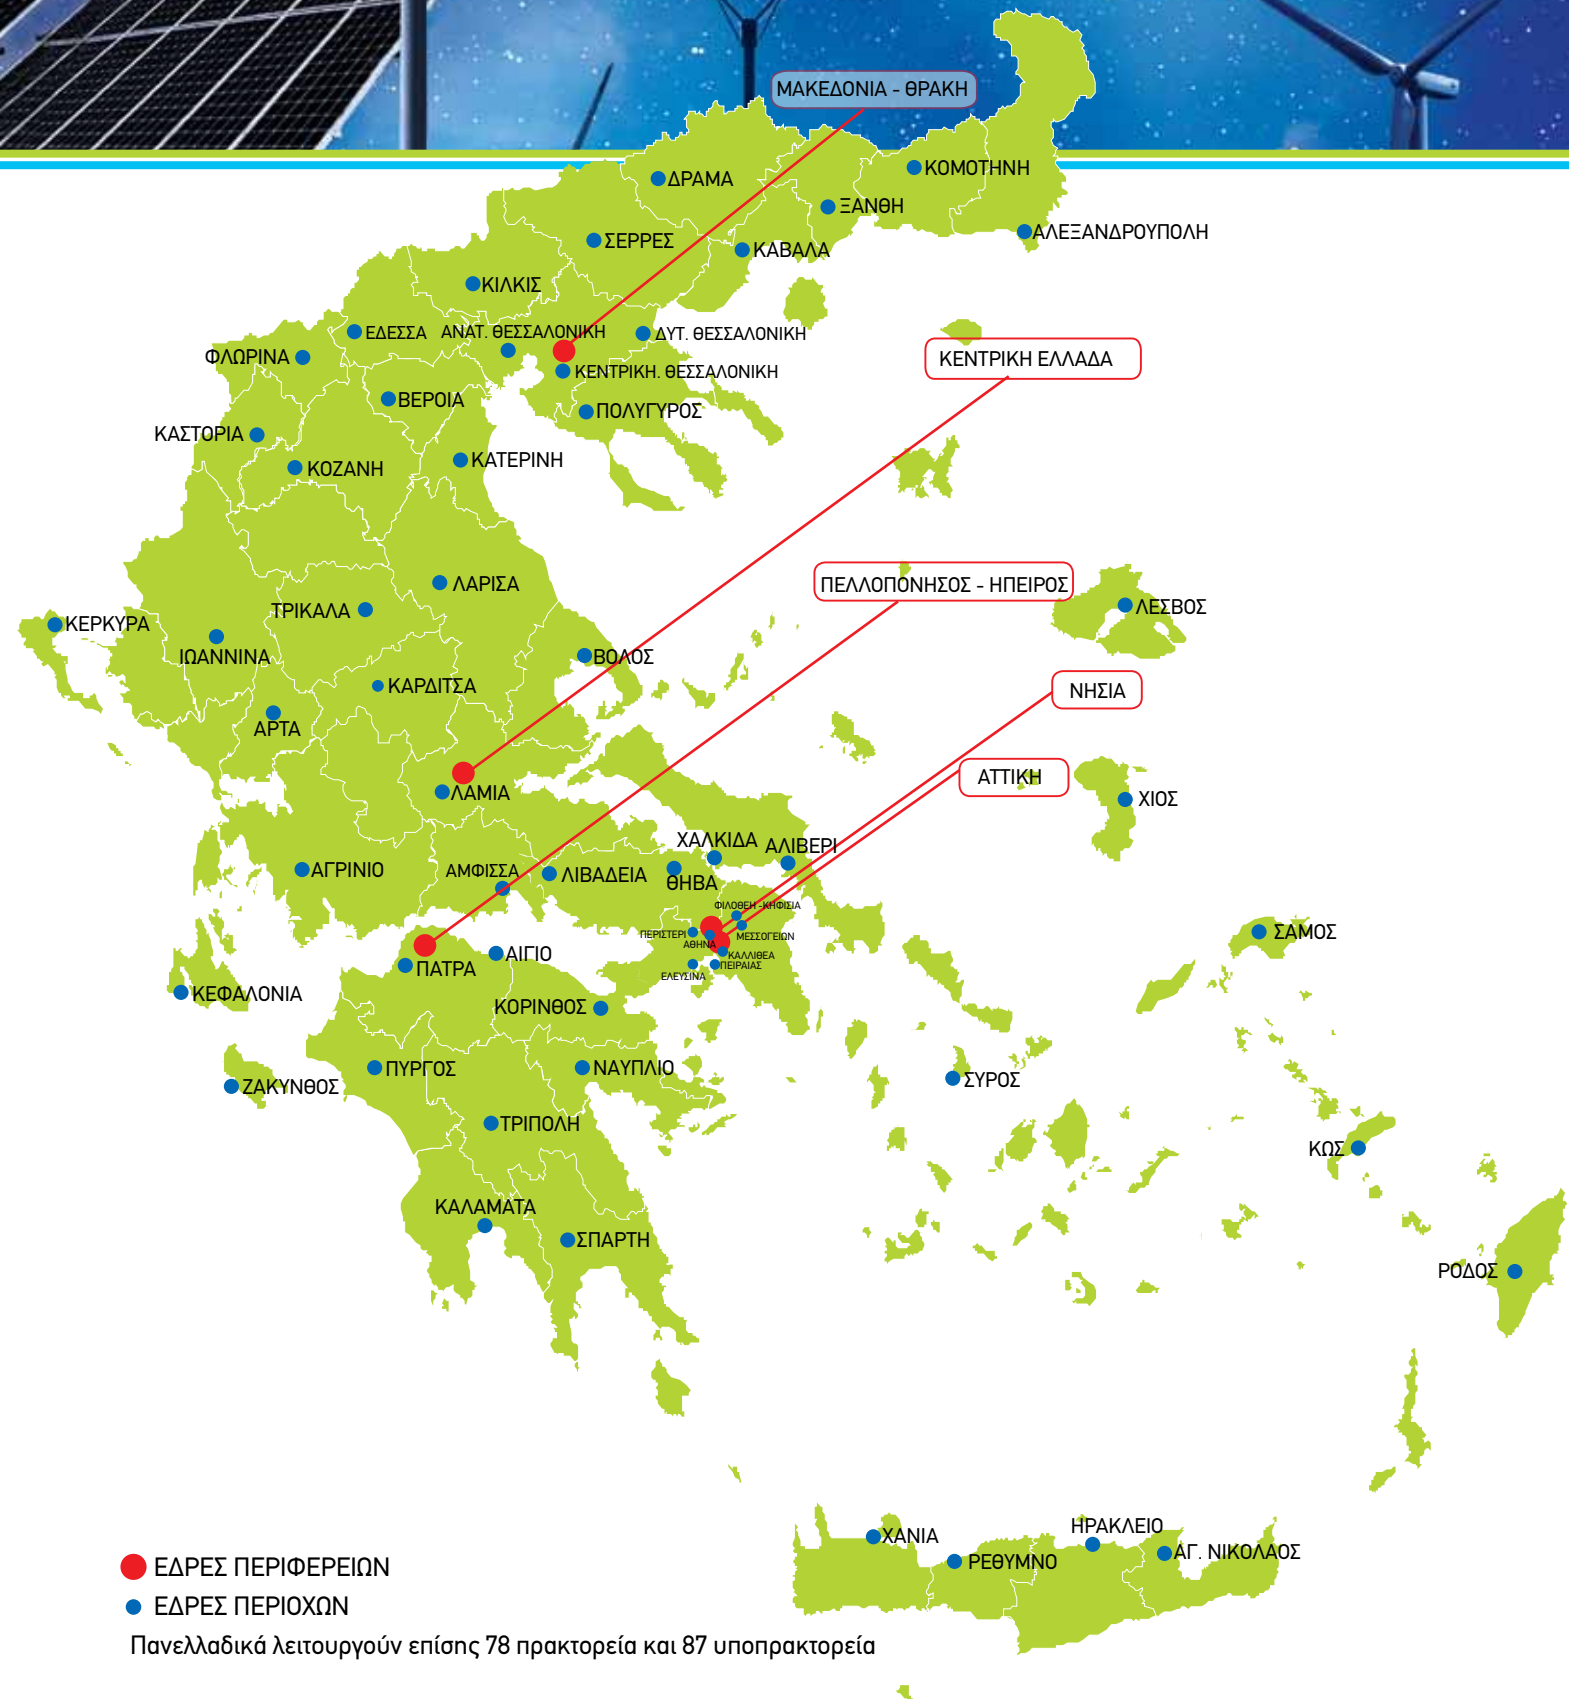 ΜΑΚΕΔΟΝΙΑ - ΘΡΑΚΗ
ΚΟΜΟΤΗΝΗ
ΔΡΑΜΑ
ΞΑΝΘΗ
ΑΛΕΞΑΝΔΡΟΥΠΟΛΗ
ΣΕΡΡΕΣ
ΚΑΒΑΛΑ
ΚΙΛΚΙΣ
ΕΔΕΣΣΑ
ΑΝΑΤ. ΘΕΣΣΑΛΟΝΙΚΗ
ΔΥΤ. ΘΕΣΣΑΛΟΝΙΚΗ
ΦΛΩΡΙΝΑ
ΚΕΝΤΡΙΚΗ ΕΛΛΑΔΑ
ΚΕΝΤΡΙΚΗ. ΘΕΣΣΑΛΟΝΙΚΗ
ΒΕΡΟΙΑ
ΠΟΛΥΓΥΡΟΣ
ΚΑΣΤΟΡΙΑ
ΚΟΖΑΝΗ
ΚΑΤΕΡΙΝΗ
ΛΑΡΙΣΑ
ΠΕΛΛΟΠΟΝΗΣΟΣ - ΗΠΕΙΡΟΣ
ΤΡΙΚΑΛΑ
ΛΕΣΒΟΣ
ΚΕΡΚΥΡΑ
ΙΩΑΝΝΙΝΑ
ΒΟΛΟΣ
ΚΑΡΔΙΤΣΑ
ΝΗΣΙΑ
ΑΡΤΑ
ΑΤΤΙΚΗ
ΛΑΜΙΑ
ΧΙΟΣ
ΧΑΛΚΙΔΑ
ΑΛΙΒΕΡΙ
ΑΓΡΙΝΙΟ
ΑΜΦΙΣΣΑ
ΛΙΒΑΔΕΙΑ
ΘΗΒΑ
ΦΙΛΟΘΕΗ -ΚΗΦΙΣΙΑ
ΠΕΡΙΣΤΕΡΙ
ΜΕΣΣΟΓΕΙΩΝ
ΣΑΜΟΣ
ΑΘΗΝΑ
ΚΑΛΛΙΘΕΑ
ΑΙΓΙΟ
ΠΑΤΡΑ
ΠΕΙΡΑΙΑΣ
ΕΛΕΥΣΙΝΑ
ΚΕΦΑΛΟΝΙΑ
ΚΟΡΙΝΘΟΣ
ΠΥΡΓΟΣ
ΝΑΥΠΛΙΟ
ΣΥΡΟΣ
ΖΑΚΥΝΘΟΣ
ΤΡΙΠΟΛΗ
ΚΩΣ
ΚΑΛΑΜΑΤΑ
ΣΠΑΡΤΗ
ΡΟΔΟΣ
ΗΡΑΚΛΕΙΟ
ΧΑΝΙΑ
ΑΓ. ΝΙΚΟΛΑΟΣ
ΡΕΘΥΜΝΟ
ΕΔΡΕΣ ΠΕΡΙΦΕΡΕΙΩΝ
ΕΔΡΕΣ ΠΕΡΙΟΧΩΝ
Πανελλαδικά λειτουργούν επίσης 78 πρακτορεία και 87 υποπρακτορεία